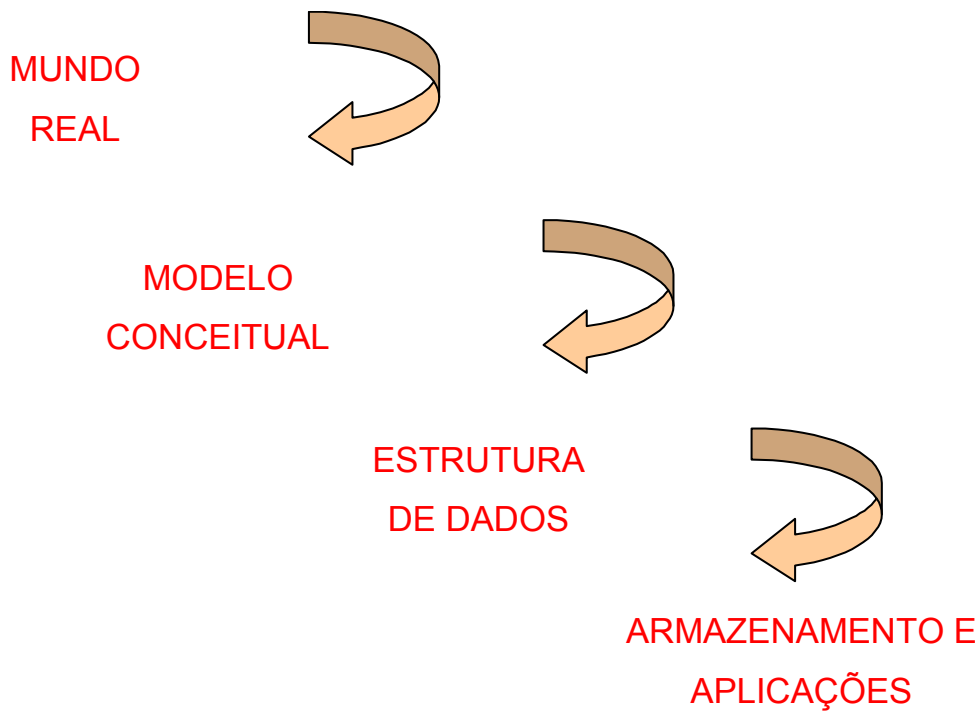 MUNDO
REAL
MODELO
CONCEITUAL
ESTRUTURA
DE DADOS
ARMAZENAMENTO E
APLICAÇÕES